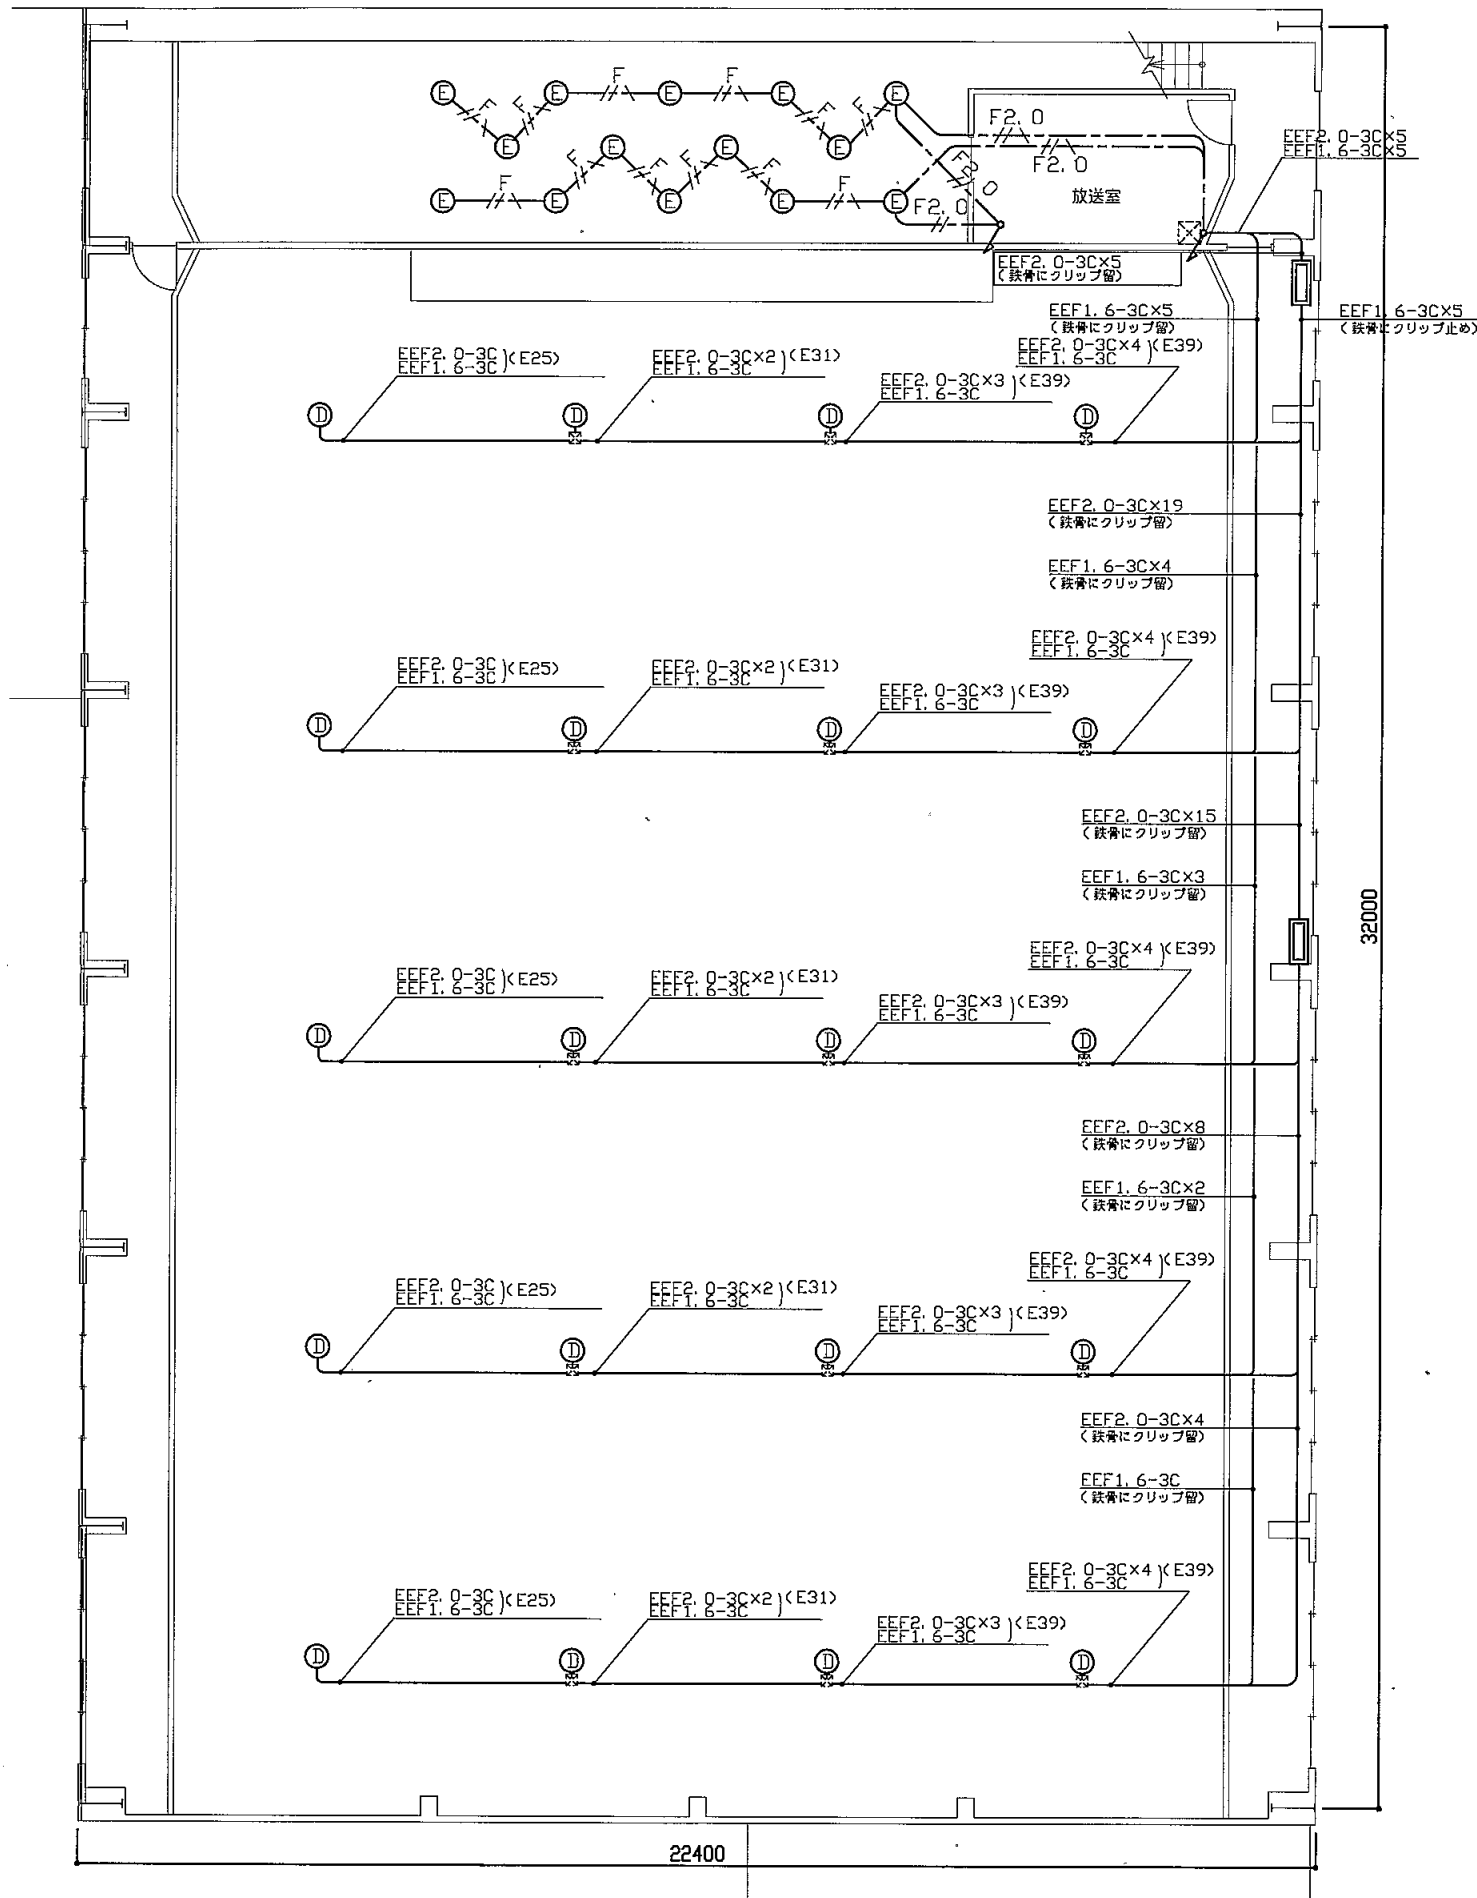 E F E F E F E E
F F F F
E E E
E F E F F E F F E F E
F2.0
F2.0
F2.0
F2.0
放送室
EEF2.0-3C×5
EEF1.6-3C×5
EEF2.0-3C×5
(鉄骨にクリップ留)
EEF1.6-3C×5
(鉄骨にクリップ留)
EEF1.6-3C×5
(鉄骨にクリップ止め)
EEF2.0-3C
EEF1.6-3C
(E25)
EEF2.0-3C×2
EEF1.6-3C
(E31)
EEF2.0-3C×3
EEF1.6-3C
(E39)
EEF2.0-3C×4
EEF1.6-3C
(E39)
D D D D
EEF2.0-3C×19
(鉄骨にクリップ留)
EEF1.6-3C×4
(鉄骨にクリップ留)
EEF2.0-3C
EEF1.6-3C
(E25)
EEF2.0-3C×2
EEF1.6-3C
(E31)
EEF2.0-3C×3
EEF1.6-3C
(E39)
EEF2.0-3C×4
EEF1.6-3C
(E39)
D D D D
EEF2.0-3C×15
(鉄骨にクリップ留)
EEF1.6-3C×3
(鉄骨にクリップ留)
32000
EEF2.0-3C
EEF1.6-3C
(E25)
EEF2.0-3C×2
EEF1.6-3C
(E31)
EEF2.0-3C×3
EEF1.6-3C
(E39)
EEF2.0-3C×4
EEF1.6-3C
(E39)
D D D D
EEF2.0-3C×8
(鉄骨にクリップ留)
EEF1.6-3C×2
(鉄骨にクリップ留)
EEF2.0-3C
EEF1.6-3C
(E25)
EEF2.0-3C×2
EEF1.6-3C
(E31)
EEF2.0-3C×3
EEF1.6-3C
(E39)
EEF2.0-3C×4
EEF1.6-3C
(E39)
D D D D
EEF2.0-3C×4
(鉄骨にクリップ留)
EEF1.6-3C
(鉄骨にクリップ留)
EEF2.0-3C
EEF1.6-3C
(E25)
EEF2.0-3C×2
EEF1.6-3C
(E31)
EEF2.0-3C×3
EEF1.6-3C
(E39)
EEF2.0-3C×4
EEF1.6-3C
(E39)
D D D D
22400